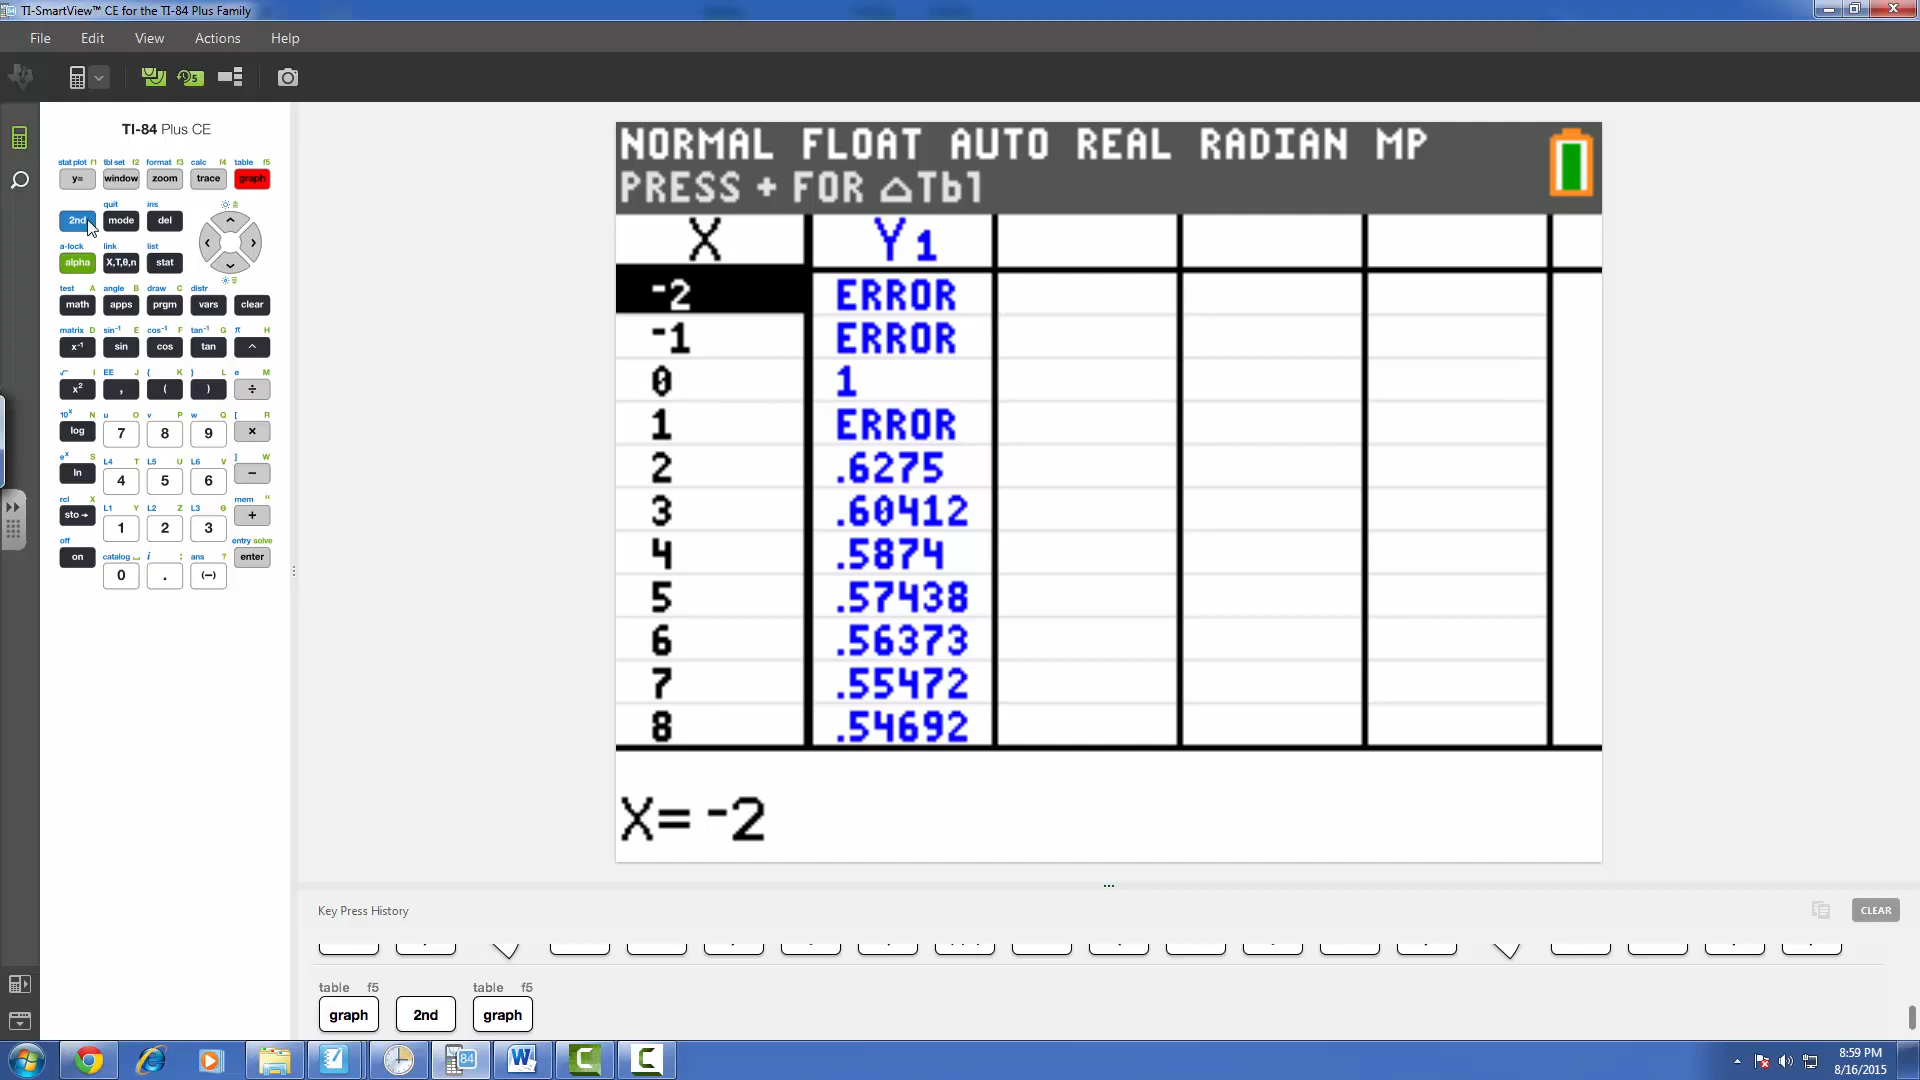 TI-SmartView™ CE for the TI-84 Plus Family
File Edit View Actions Help
TI-84 Plus CE
stat plot f1 tbl set f2 format f3 calc f4 table f5
y= window zoom trace graph
quit ins
2nd mode del
a-lock link list
alpha X,T,θ,n stat
test A angle B draw C distr
math apps prgm vars clear
matrix D sin⁻¹ E cos⁻¹ F tan⁻¹ G π H
x⁻¹ sin cos tan ^
√ I EE J { K } L e M
x² , ( ) ÷
10ˣ N u O v P w Q [ R
log 7 8 9 ×
eˣ S L4 T L5 U L6 V ] W
ln 4 5 6 −
rcl X L1 Y L2 Z L3 θ mem "
sto→ 1 2 3 +
off catalog i : ans ? entry solve
on 0 . (−) enter
NORMAL FLOAT AUTO REAL RADIAN MP
PRESS + FOR △Tbl
X Y1
-2 ERROR
-1 ERROR
0 1
1 ERROR
2 .6275
3 .60412
4 .5874
5 .57438
6 .56373
7 .55472
8 .54692
X= -2
Key Press History
CLEAR
table f5 table f5
graph 2nd graph
84
8:59 PM
8/16/2015